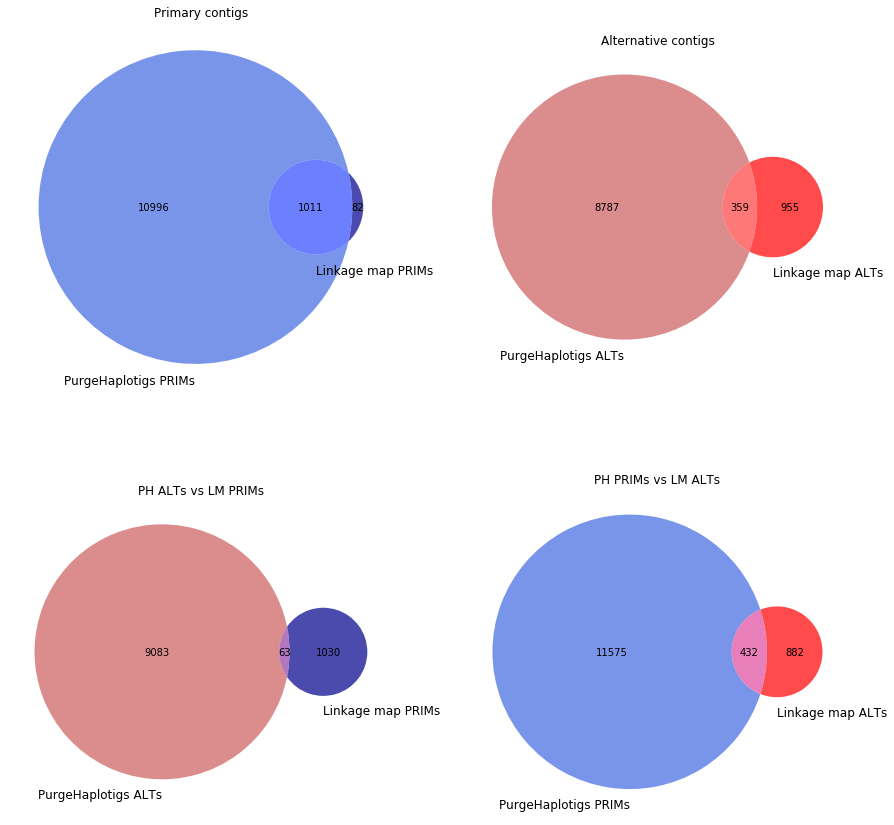 Primary contigs
10996
1011
82
Linkage map PRIMs
PurgeHaplotigs PRIMs
Alternative contigs
8787
359
955
Linkage map ALTs
PurgeHaplotigs ALTs
PH ALTs vs LM PRIMs
9083
63
1030
Linkage map PRIMs
PurgeHaplotigs ALTs
PH PRIMs vs LM ALTs
11575
432
882
Linkage map ALTs
PurgeHaplotigs PRIMs